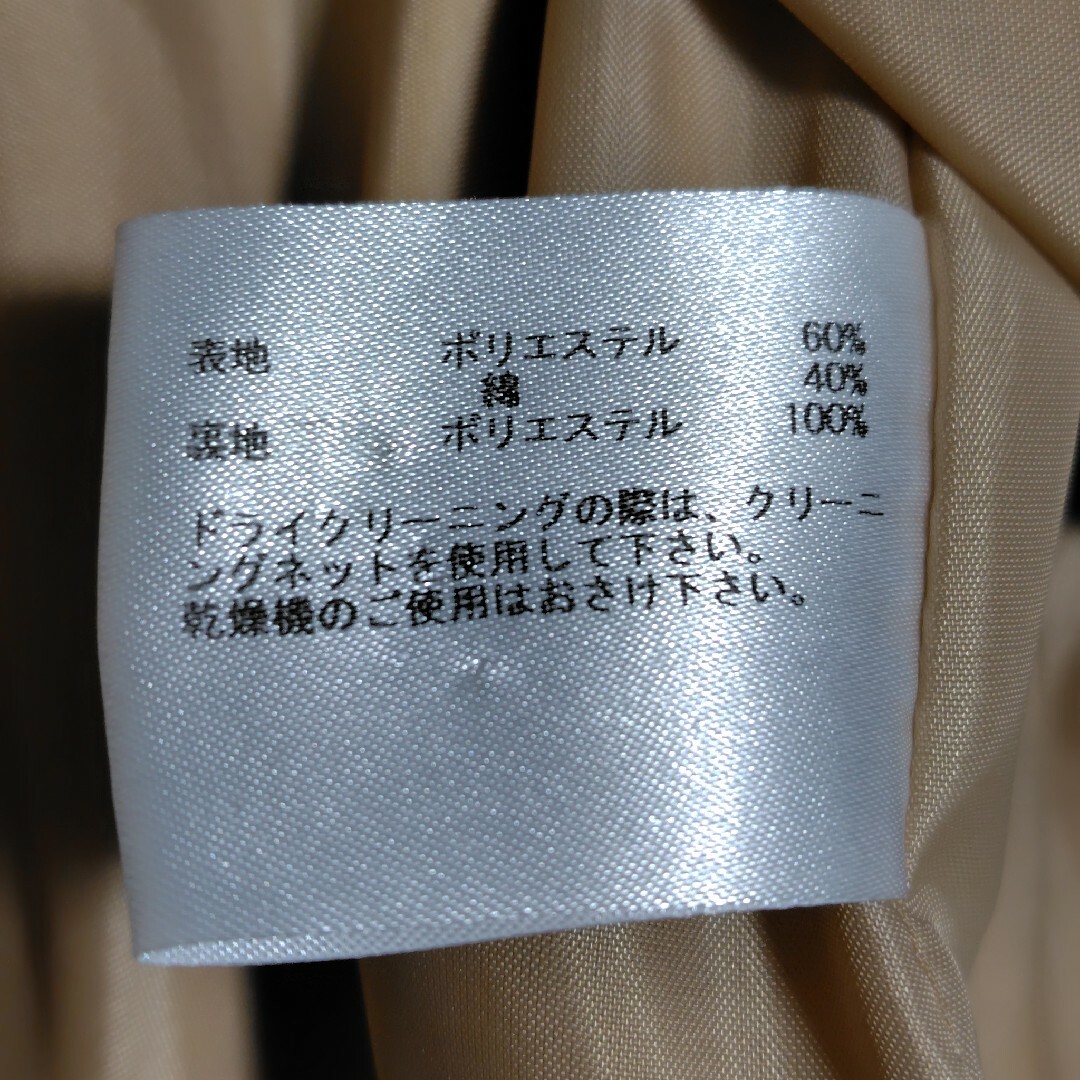 表地 ポリエステル 60%
綿 40%
裏地 ポリエステル 100%
ドライクリーニングの際は、クリーニ
ングネットを使用して下さい。
乾燥機のご使用はおさけ下さい。